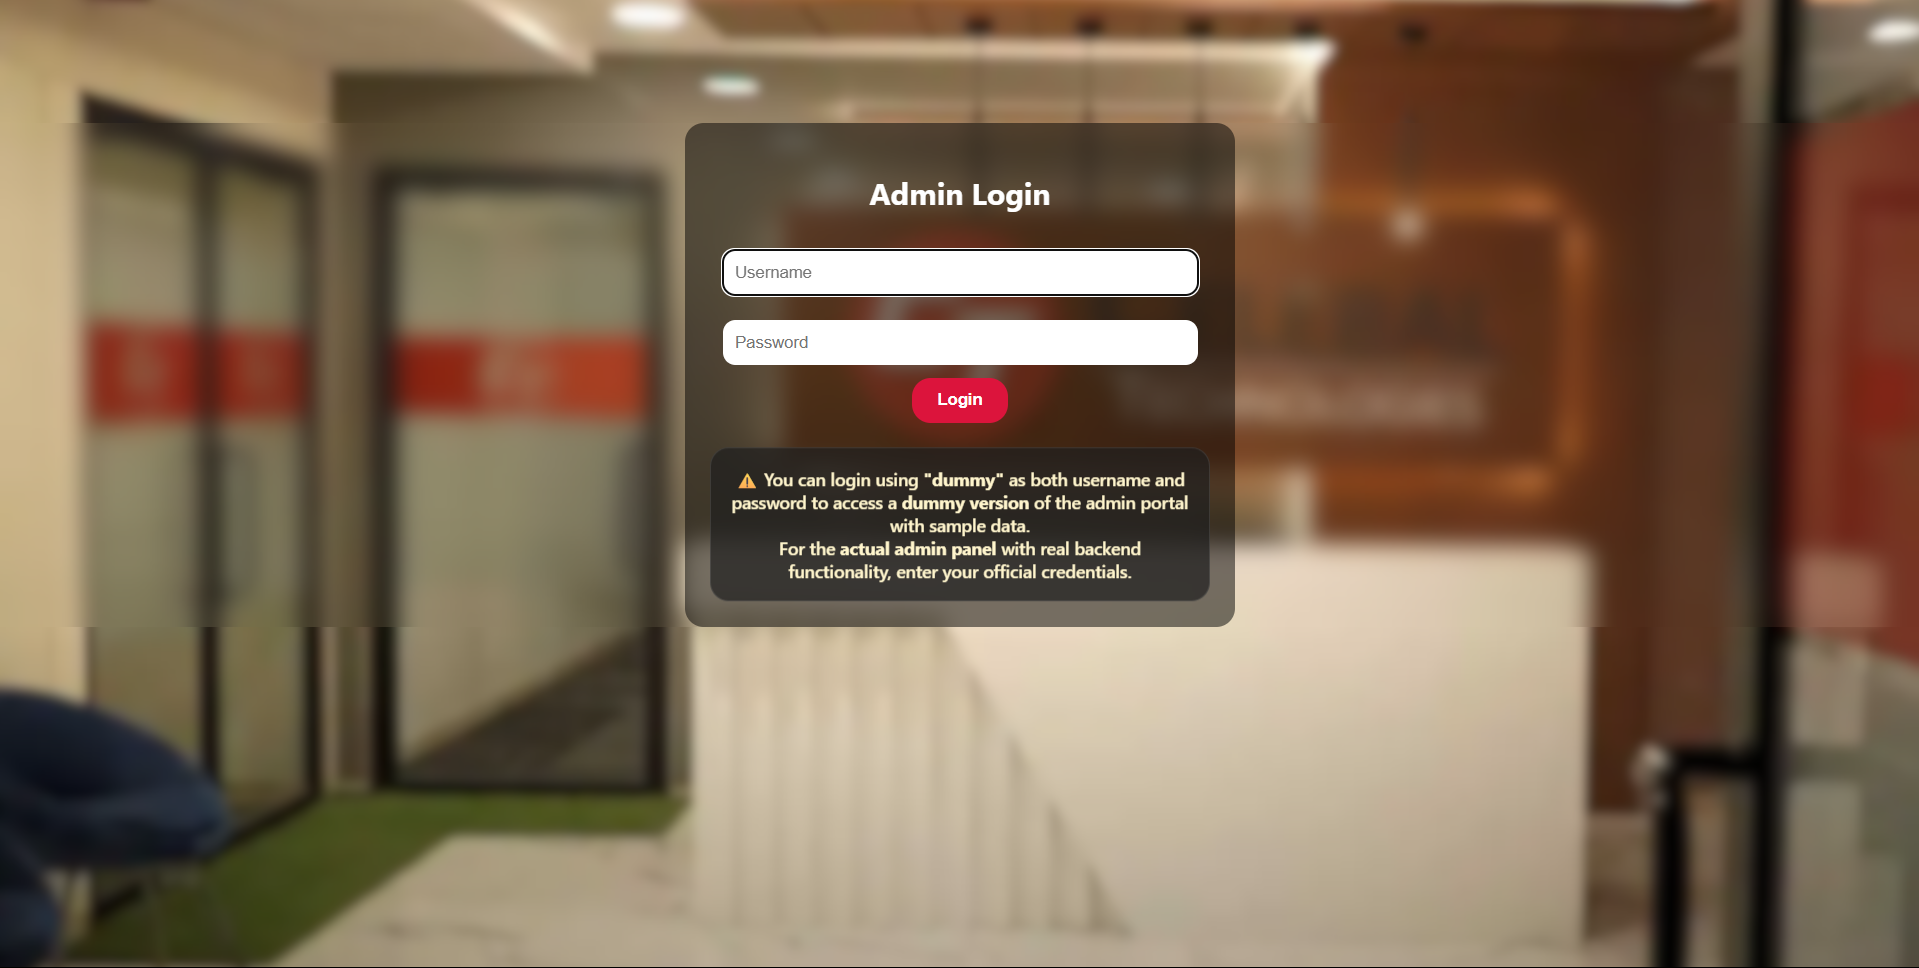 Admin Login
Username
Password
Login
⚠️ You can login using "dummy" as both username and
password to access a dummy version of the admin portal
with sample data.
For the actual admin panel with real backend
functionality, enter your official credentials.